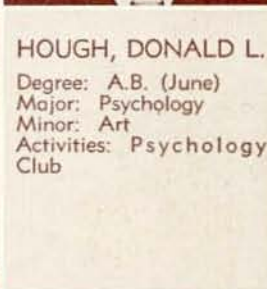 HOUGH, DONALD L.
Degree: A.B. (June)
Major: Psychology
Minor: Art
Activities: Psychology
Club